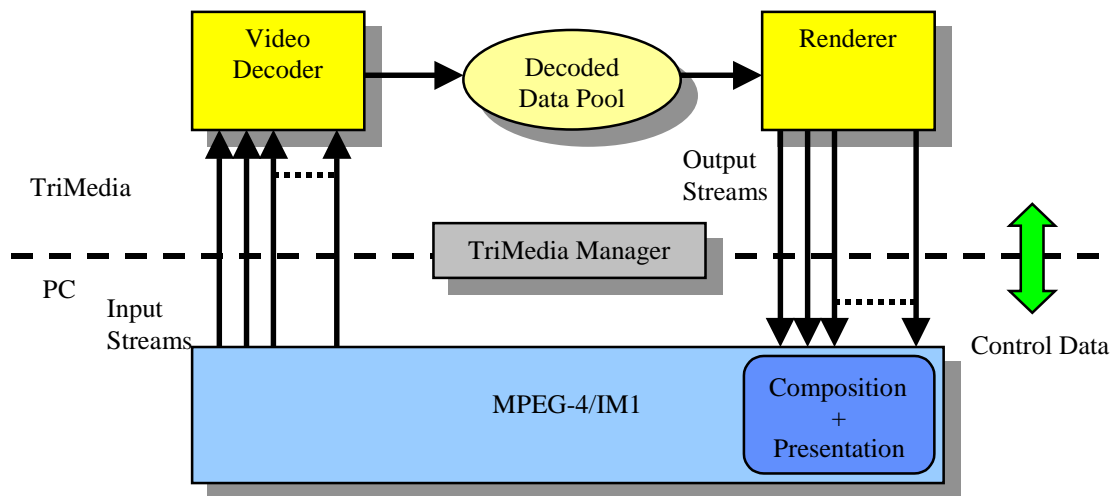 Video
Decoder
Decoded
Data Pool
Renderer
Output
Streams
TriMedia
TriMedia Manager
PC
Input
Streams
Control Data
MPEG-4/IM1
Composition
+
Presentation